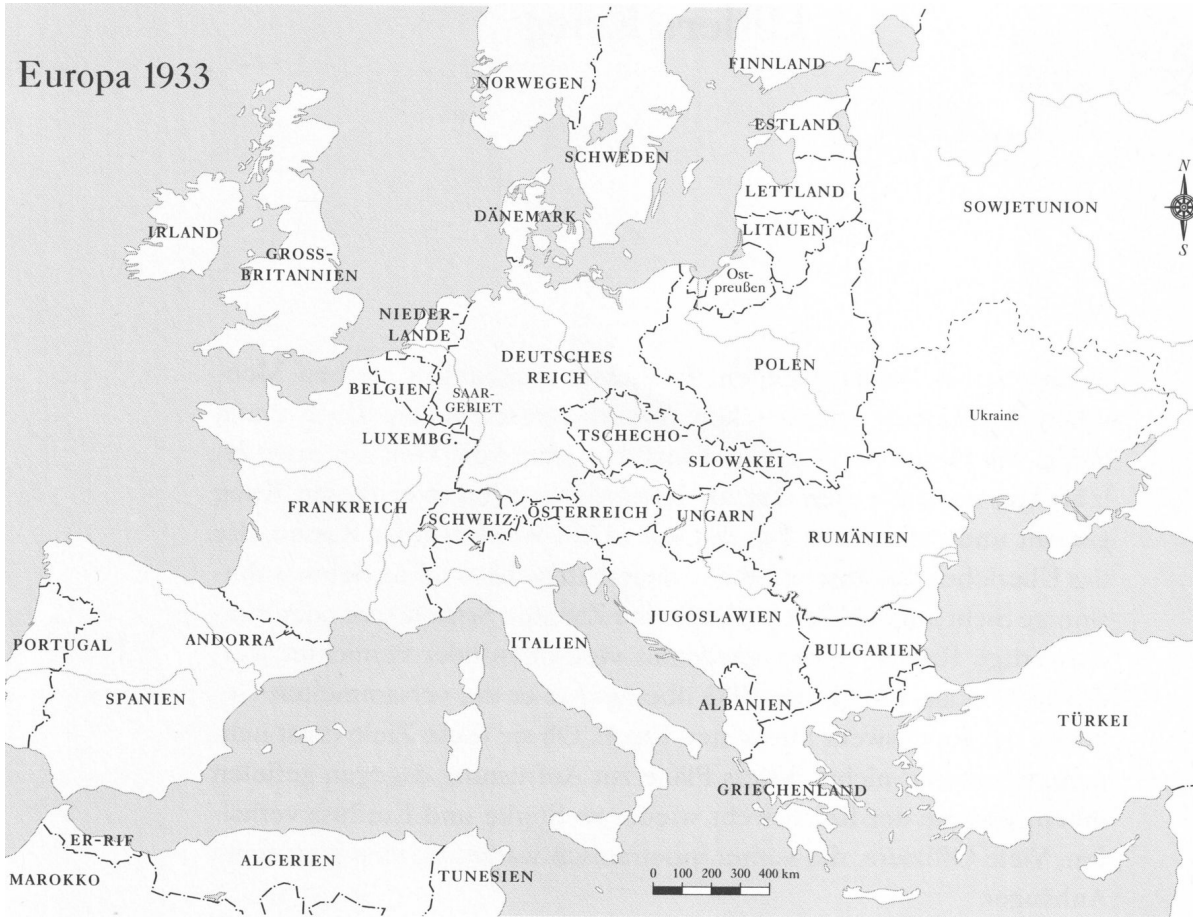 Europa 1933
NORWEGEN
FINNLAND
ESTLAND
SCHWEDEN
LETTLAND
SOWJETUNION
N
S
DÄNEMARK
LITAUEN
IRLAND
GROSS-
BRITANNIEN
Ost-
preußen
NIEDER-
LANDE
DEUTSCHES
REICH
POLEN
BELGIEN
SAAR-
GEBIET
LUXEMBG.
Ukraine
TSCHECHO-
SLOWAKEI
FRANKREICH
SCHWEIZ
ÖSTERREICH
UNGARN
RUMÄNIEN
PORTUGAL
ANDORRA
ITALIEN
JUGOSLAWIEN
BULGARIEN
SPANIEN
ALBANIEN
TÜRKEI
GRIECHENLAND
ER-RIF
MAROKKO
ALGERIEN
TUNESIEN
0 100 200 300 400 km